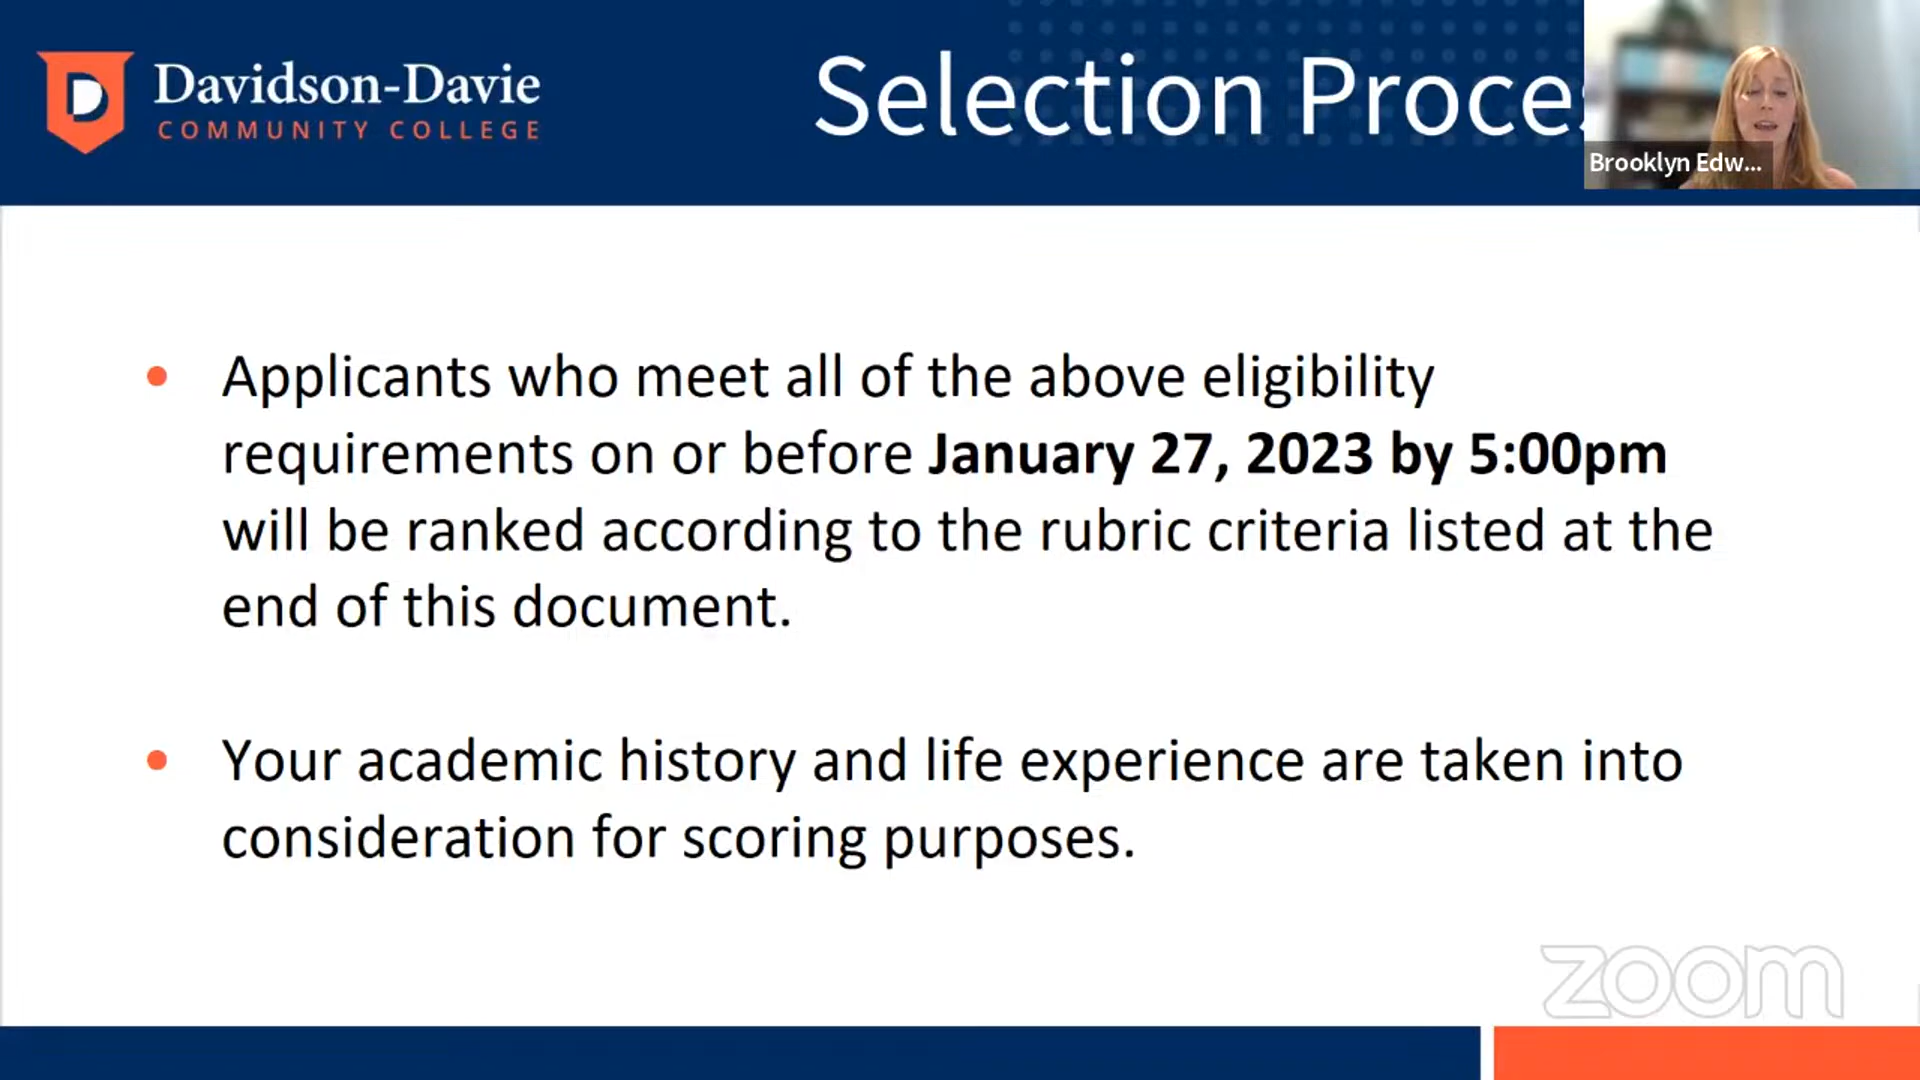 Davidson-Davie
COMMUNITY COLLEGE
Selection Proces
Brooklyn Edw...
• Applicants who meet all of the above eligibility
requirements on or before January 27, 2023 by 5:00pm
will be ranked according to the rubric criteria listed at the
end of this document.
• Your academic history and life experience are taken into
consideration for scoring purposes.
zoom